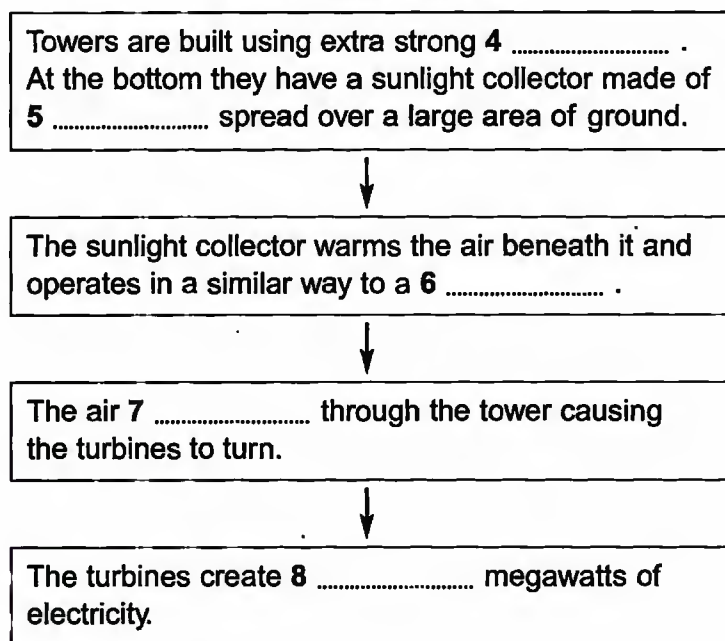 Towers are built using extra strong 4 .............................. .
At the bottom they have a sunlight collector made of
5 .............................. spread over a large area of ground.
The sunlight collector warms the air beneath it and
operates in a similar way to a 6 .............................. .
The air 7 .............................. through the tower causing
the turbines to turn.
The turbines create 8 .............................. megawatts of
electricity.